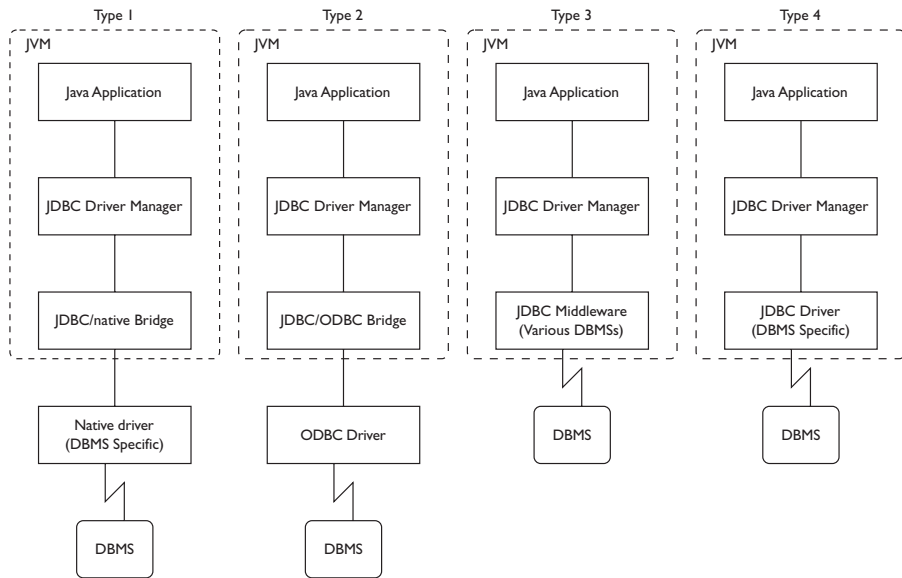 Type 1
JVM
Java Application
JDBC Driver Manager
JDBC/native Bridge
Native driver
(DBMS Specific)
DBMS
Type 2
JVM
Java Application
JDBC Driver Manager
JDBC/ODBC Bridge
ODBC Driver
DBMS
Type 3
JVM
Java Application
JDBC Driver Manager
JDBC Middleware
(Various DBMSs)
DBMS
Type 4
JVM
Java Application
JDBC Driver Manager
JDBC Driver
(DBMS Specific)
DBMS